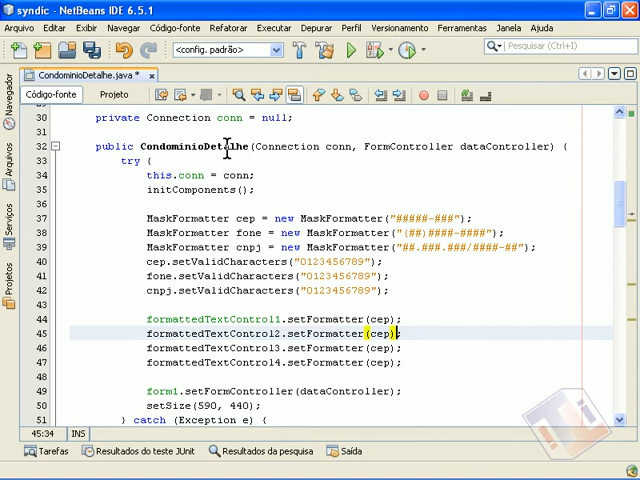 syndic - NetBeans IDE 6.5.1
Arquivo Editar Exibir Navegar Código-fonte Refatorar Executar Depurar Perfil Versionamento Ferramentas Janela Ajuda
<config. padrão>
Pesquisar (Ctrl+I)
CondominioDetalhe.java * x
Código-fonte Projeto
Navegador
Arquivos
Serviços
Projetos
30 private Connection conn = null;
31
32 public CondominioDetalhe(Connection conn, FormController dataController) {
33 try {
34 this.conn = conn;
35 initComponents();
36
37 MaskFormatter cep = new MaskFormatter("#####-###");
38 MaskFormatter fone = new MaskFormatter("(##)####-####");
39 MaskFormatter cnpj = new MaskFormatter("##.###.###/####-##");
40 cep.setValidCharacters("0123456789");
41 fone.setValidCharacters("0123456789");
42 cnpj.setValidCharacters("0123456789");
43
44 formattedTextControl1.setFormatter(cep);
45 formattedTextControl2.setFormatter(cep);
46 formattedTextControl3.setFormatter(cep);
47 formattedTextControl4.setFormatter(cep);
48
49 form1.setFormController(dataController);
50 setSize(590, 440);
51 } catch (Exception e) {
45:34 INS
Tarefas Resultados do teste JUnit Resultados da pesquisa Saída